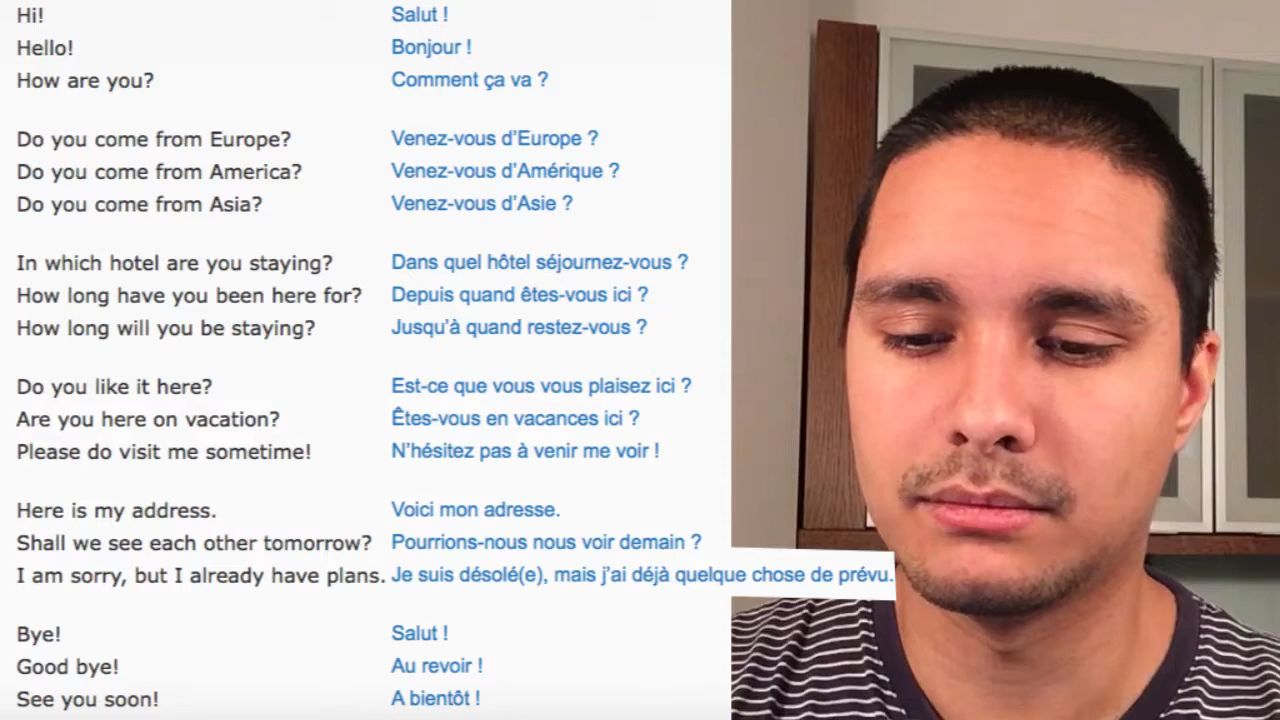 Hi! Salut !
Hello! Bonjour !
How are you? Comment ça va ?
Do you come from Europe? Venez-vous d'Europe ?
Do you come from America? Venez-vous d'Amérique ?
Do you come from Asia? Venez-vous d'Asie ?
In which hotel are you staying? Dans quel hôtel séjournez-vous ?
How long have you been here for? Depuis quand êtes-vous ici ?
How long will you be staying? Jusqu'à quand restez-vous ?
Do you like it here? Est-ce que vous vous plaisez ici ?
Are you here on vacation? Êtes-vous en vacances ici ?
Please do visit me sometime! N'hésitez pas à venir me voir !
Here is my address. Voici mon adresse.
Shall we see each other tomorrow? Pourrions-nous nous voir demain ?
I am sorry, but I already have plans. Je suis désolé(e), mais j'ai déjà quelque chose de prévu.
Bye! Salut !
Good bye! Au revoir !
See you soon! A bientôt !